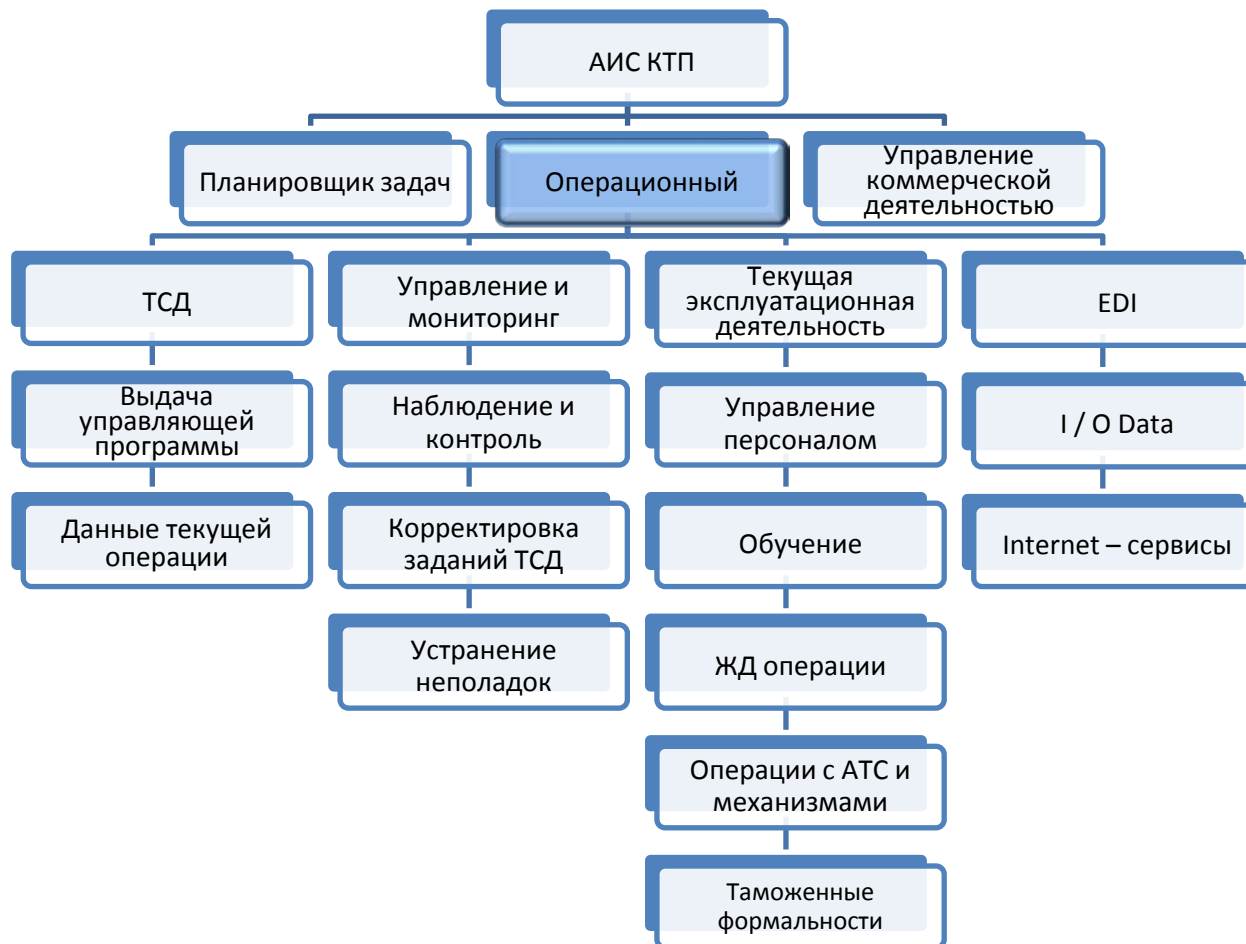 АИС КТП
Планировщик задач
Операционный
Управление
коммерческой
деятельностью
ТСД
Управление и
мониторинг
Текущая
эксплуатационная
деятельность
EDI
Выдача
управляющей
программы
Наблюдение и
контроль
Управление
персоналом
I / O Data
Данные текущей
операции
Корректировка
заданий ТСД
Обучение
Internet – сервисы
Устранение
неполадок
ЖД операции
Операции с АТС и
механизмами
Таможенные
формальности